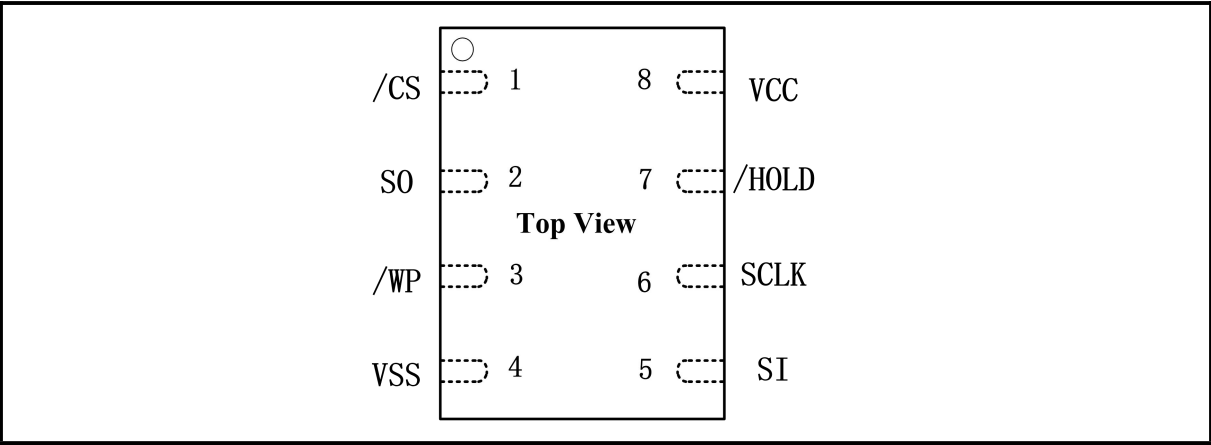 /CS 1 8 VCC
SO 2 7 /HOLD
Top View
/WP 3 6 SCLK
VSS 4 5 SI